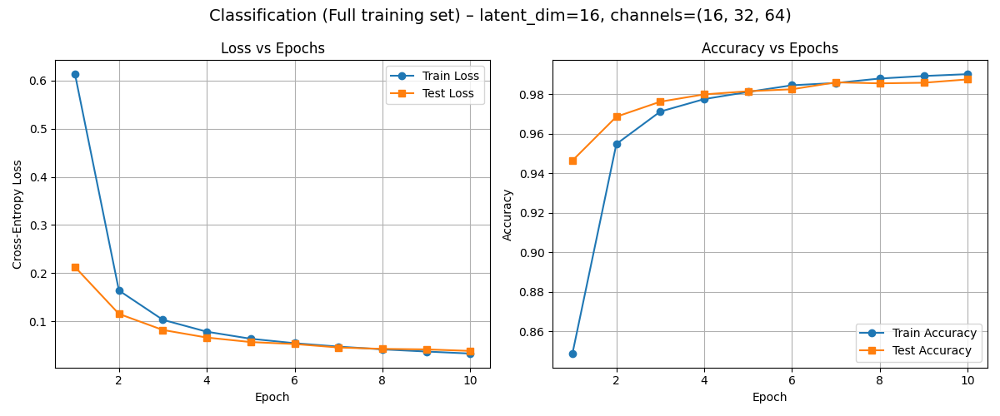 Classification (Full training set) – latent_dim=16, channels=(16, 32, 64)
Loss vs Epochs
Train Loss
Test Loss
0.6
0.5
0.4
0.3
0.2
0.1
Cross-Entropy Loss
2 4 6 8 10
Epoch
Accuracy vs Epochs
0.98
0.96
0.94
0.92
0.90
0.88
0.86
Accuracy
Train Accuracy
Test Accuracy
2 4 6 8 10
Epoch